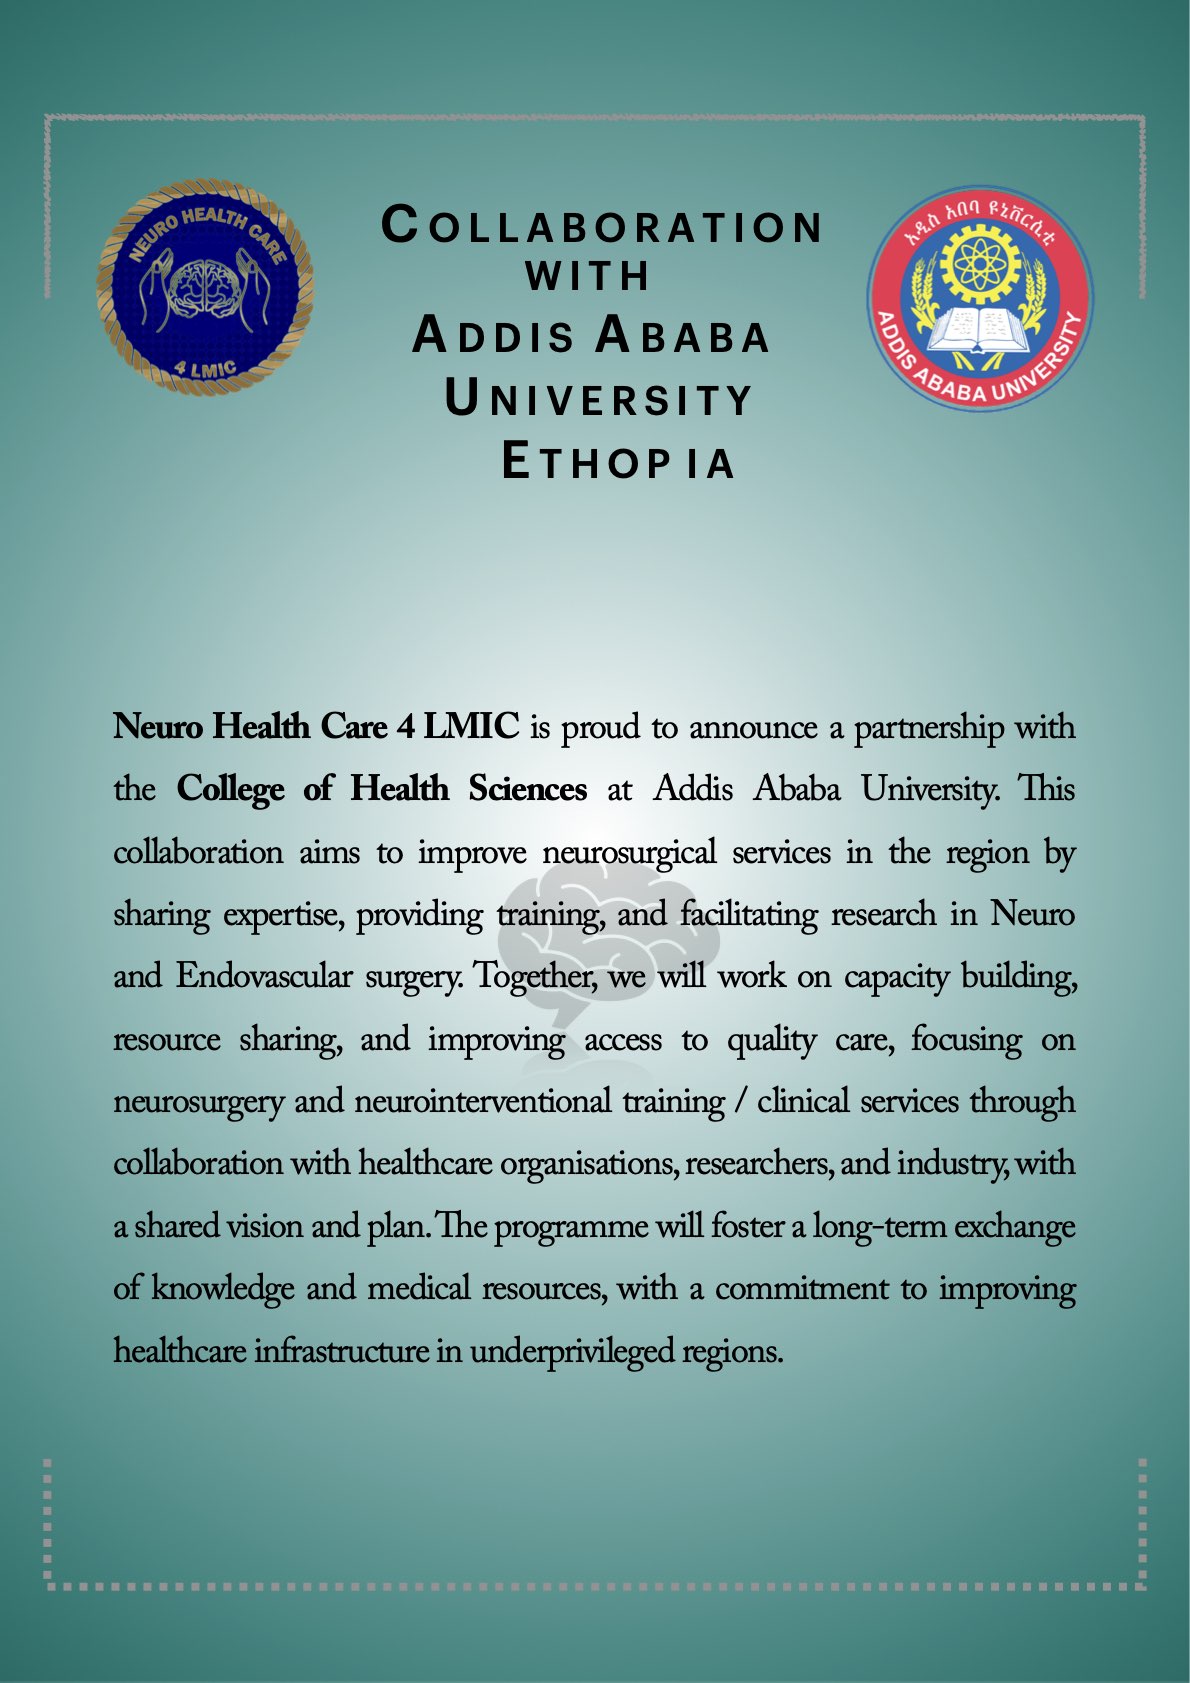 NEURO HEALTH CARE
4 LMIC
COLLABORATION
WITH
ADDIS ABABA
UNIVERSITY
ETHOPIA
አዲስ አበባ ዩኒቨርሲቲ
ADDIS ABABA UNIVERSITY
Neuro Health Care 4 LMIC is proud to announce a partnership with
the College of Health Sciences at Addis Ababa University. This
collaboration aims to improve neurosurgical services in the region by
sharing expertise, providing training, and facilitating research in Neuro
and Endovascular surgery. Together, we will work on capacity building,
resource sharing, and improving access to quality care, focusing on
neurosurgery and neurointerventional training / clinical services through
collaboration with healthcare organisations, researchers, and industry, with
a shared vision and plan. The programme will foster a long-term exchange
of knowledge and medical resources, with a commitment to improving
healthcare infrastructure in underprivileged regions.